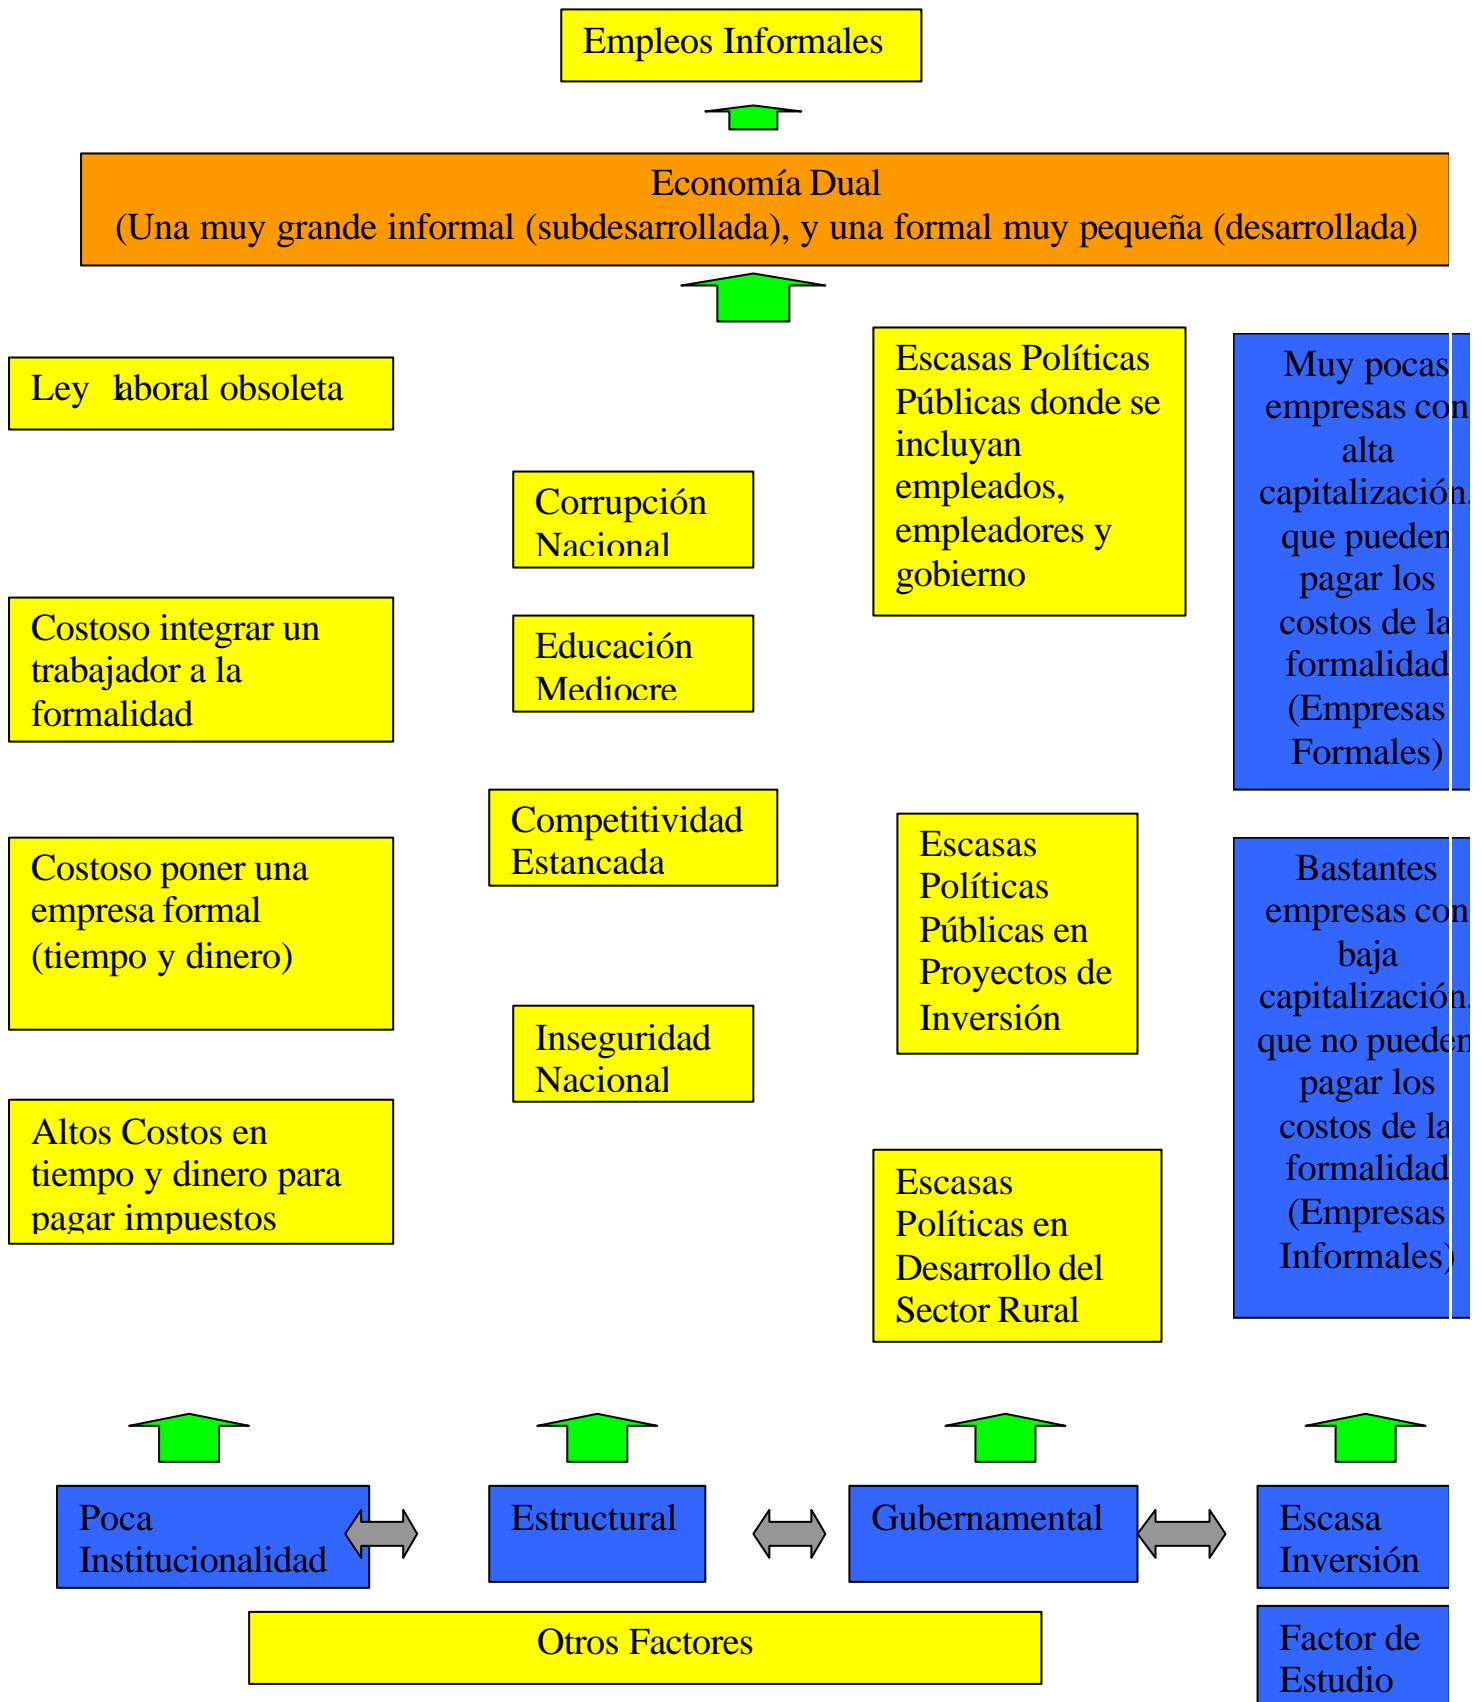 Empleos Informales
Economía Dual
(Una muy grande informal (subdesarrollada), y una formal muy pequeña (desarrollada)
Ley laboral obsoleta
Costoso integrar un
trabajador a la
formalidad
Costoso poner una
empresa formal
(tiempo y dinero)
Altos Costos en
tiempo y dinero para
pagar impuestos
Corrupción
Nacional
Educación
Mediocre
Competitividad
Estancada
Inseguridad
Nacional
Escasas Políticas
Públicas donde se
incluyan
empleados,
empleadores y
gobierno
Escasas
Políticas
Públicas en
Proyectos de
Inversión
Escasas
Políticas en
Desarrollo del
Sector Rural
Muy pocas
empresas con
alta
capitalización,
que pueden
pagar los
costos de la
formalidad
(Empresas
Formales)
Bastantes
empresas con
baja
capitalización,
que no pueden
pagar los
costos de la
formalidad
(Empresas
Informales)
Poca
Institucionalidad
Estructural
Gubernamental
Escasa
Inversión
Otros Factores
Factor de
Estudio